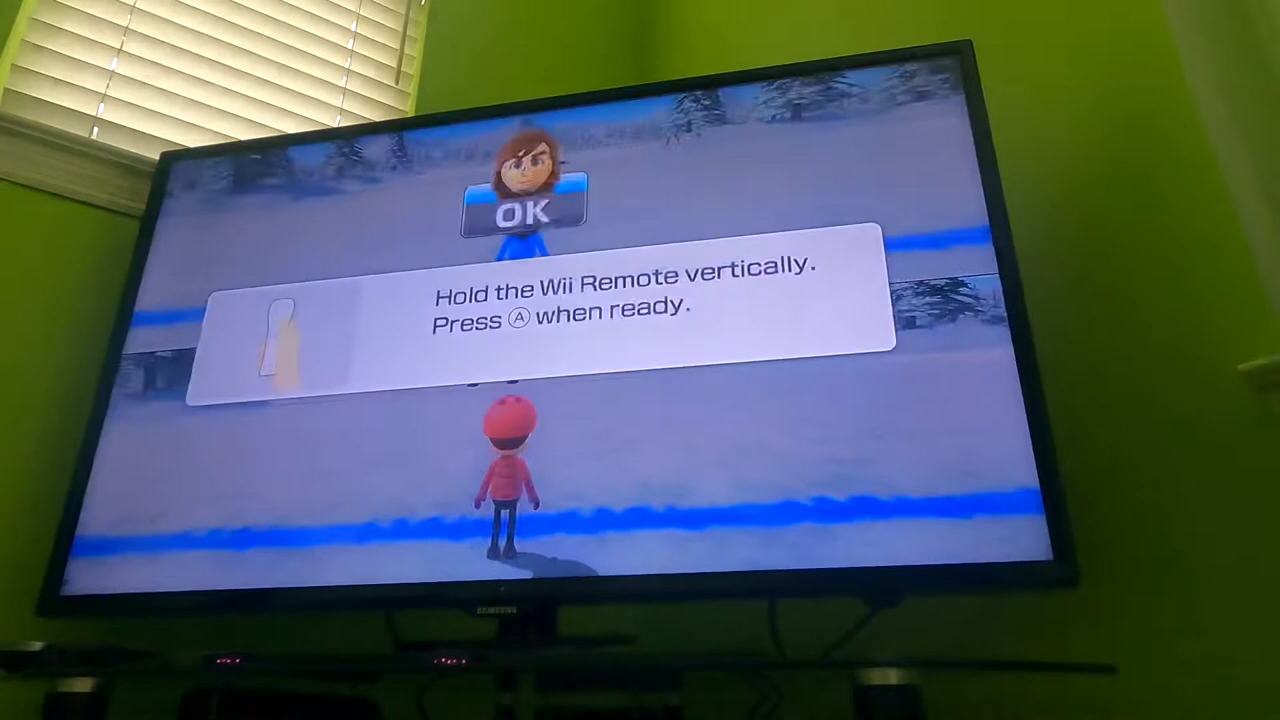 OK
Hold the Wii Remote vertically.
Press Ⓐ when ready.
SAMSUNG